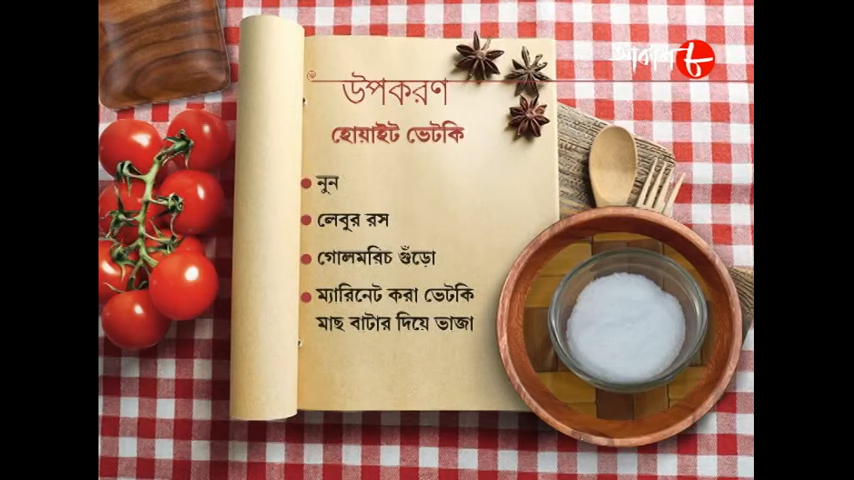 আকাশ ৮
উপকরণ
হোয়াইট ভেটকি
নুন
লেবুর রস
গোলমরিচ গুঁড়ো
ম্যারিনেট করা ভেটকি
মাছ বাটার দিয়ে ভাজা